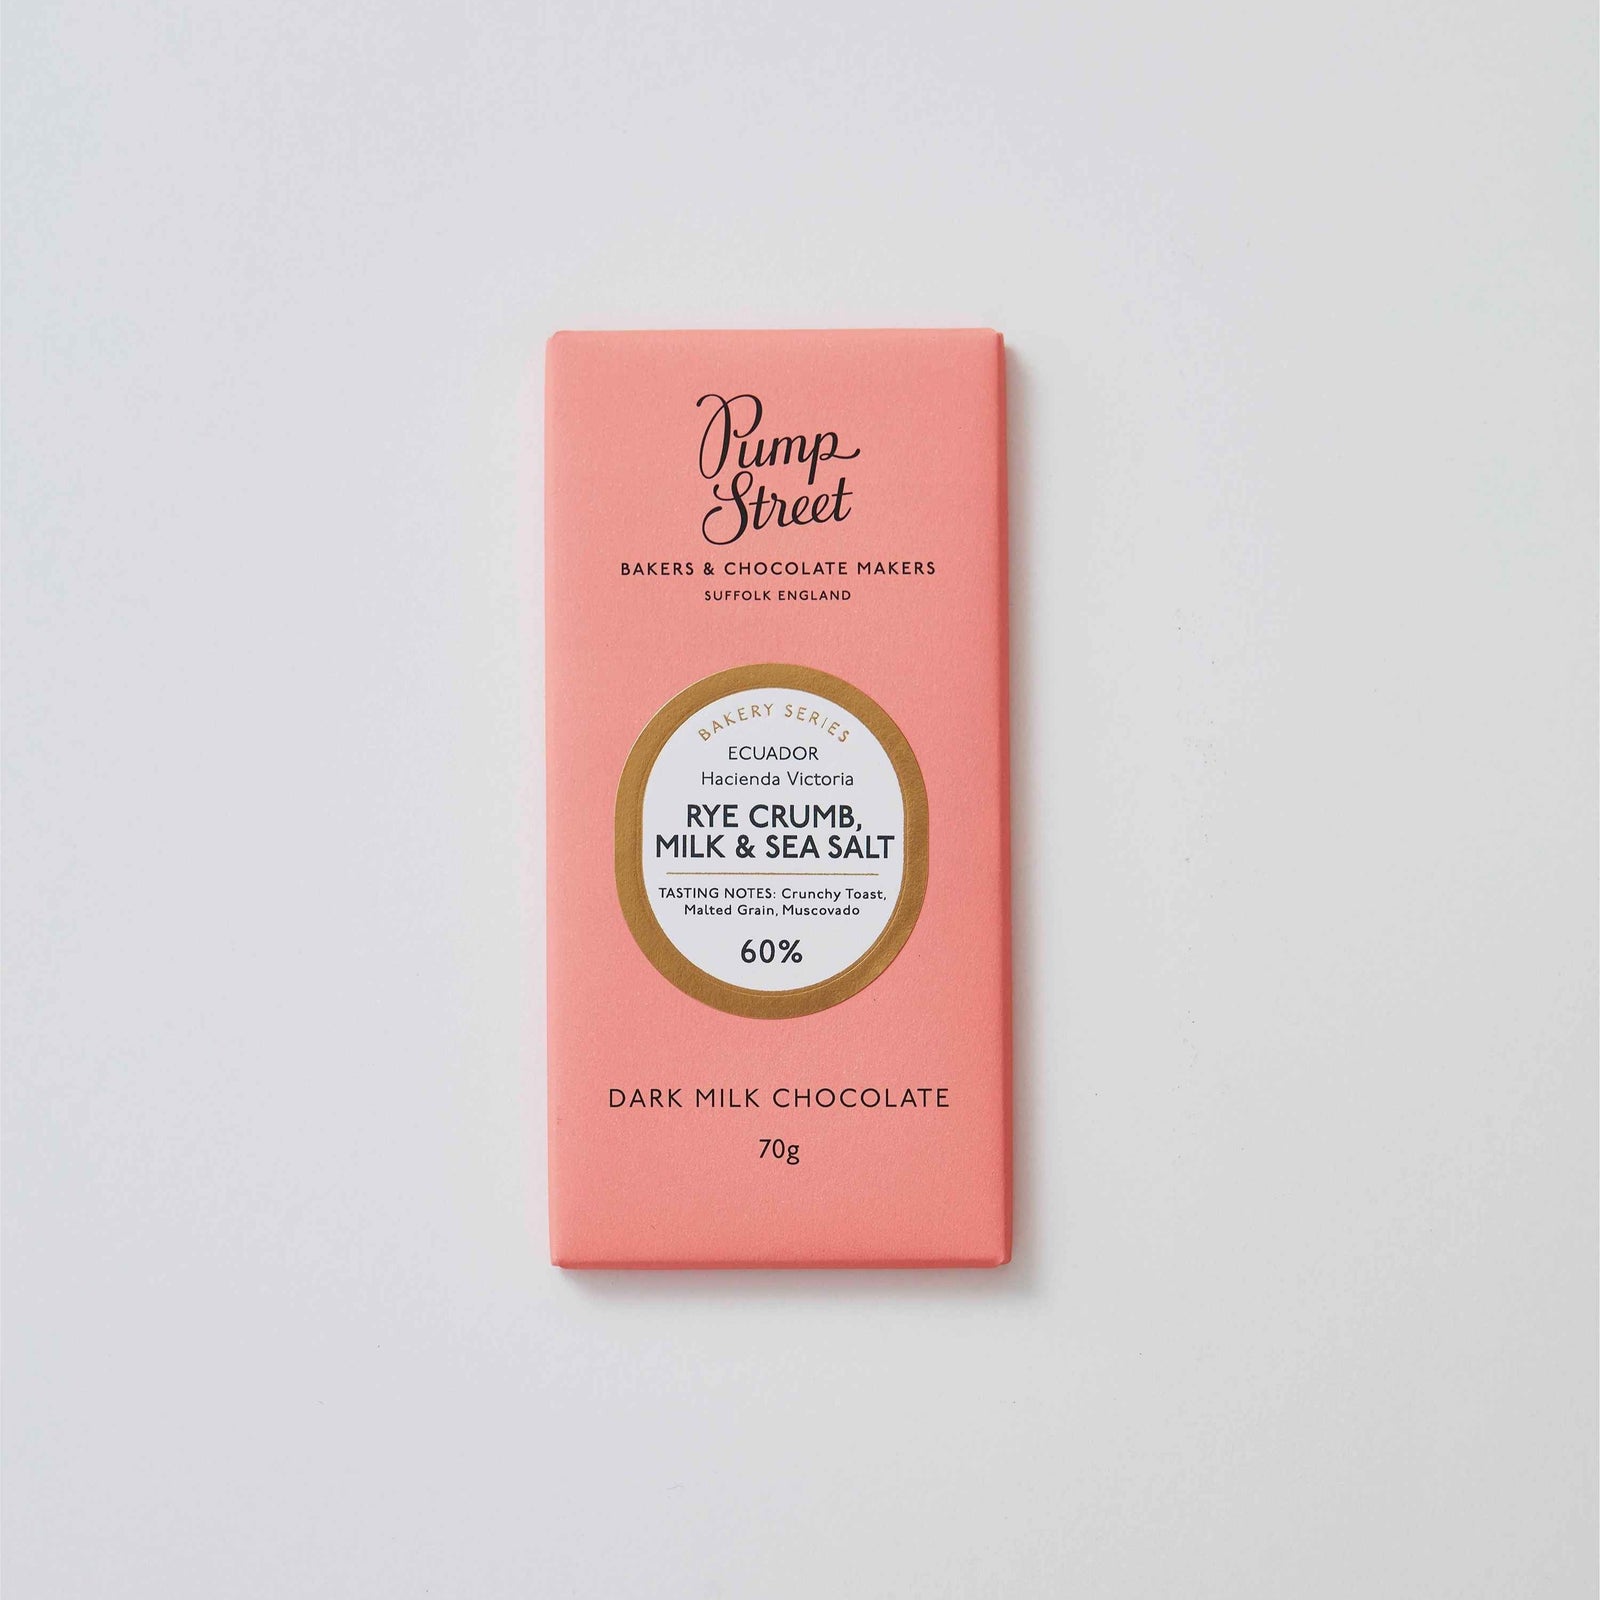 Pump
Street
BAKERS & CHOCOLATE MAKERS
SUFFOLK ENGLAND
BAKERY SERIES
ECUADOR
Hacienda Victoria
RYE CRUMB,
MILK & SEA SALT
TASTING NOTES: Crunchy Toast,
Malted Grain, Muscovado
60%
DARK MILK CHOCOLATE
70g